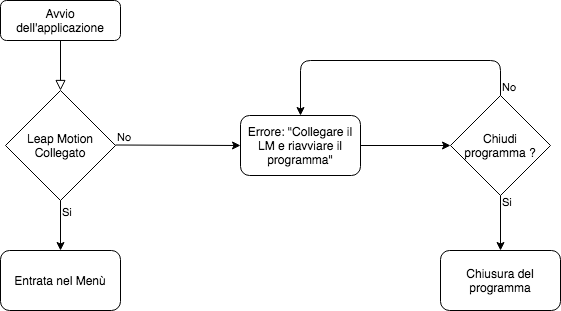 Avvio
dell'applicazione
Leap Motion
Collegato
No
Si
Entrata nel Menù
Errore: "Collegare il
LM e riavviare il
programma"
No
Chiudi
programma ?
Si
Chiusura del
programma